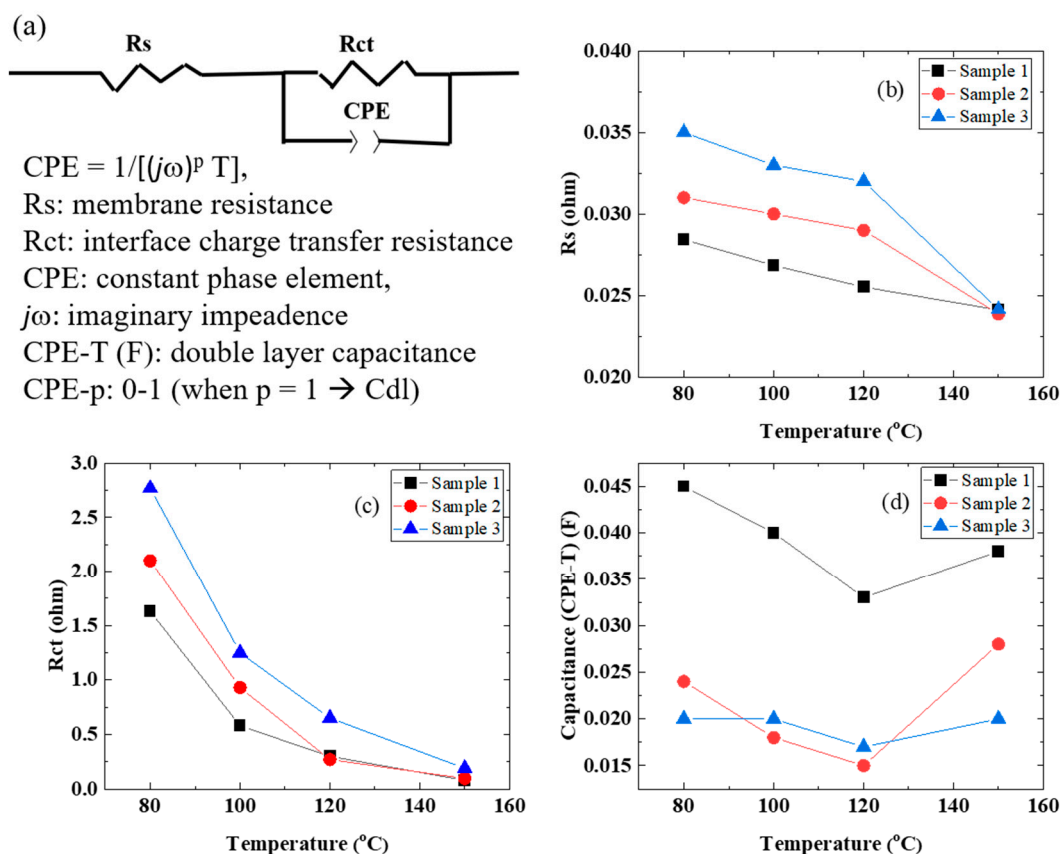 (a)
Rs
Rct
CPE
CPE = 1/[(jω)ᵖ T],
Rs: membrane resistance
Rct: interface charge transfer resistance
CPE: constant phase element,
jω: imaginary impeadence
CPE-T (F): double layer capacitance
CPE-p: 0-1 (when p = 1 → Cdl)
(b)
Sample 1
Sample 2
Sample 3
Rs (ohm)
0.040
0.035
0.030
0.025
0.020
80 100 120 140 160
Temperature (°C)
(c)
Sample 1
Sample 2
Sample 3
Rct (ohm)
3.0
2.5
2.0
1.5
1.0
0.5
0.0
80 100 120 140 160
Temperature (°C)
(d)
Sample 1
Sample 2
Sample 3
Capacitance (CPE-T) (F)
0.045
0.040
0.035
0.030
0.025
0.020
0.015
80 100 120 140 160
Temperature (°C)